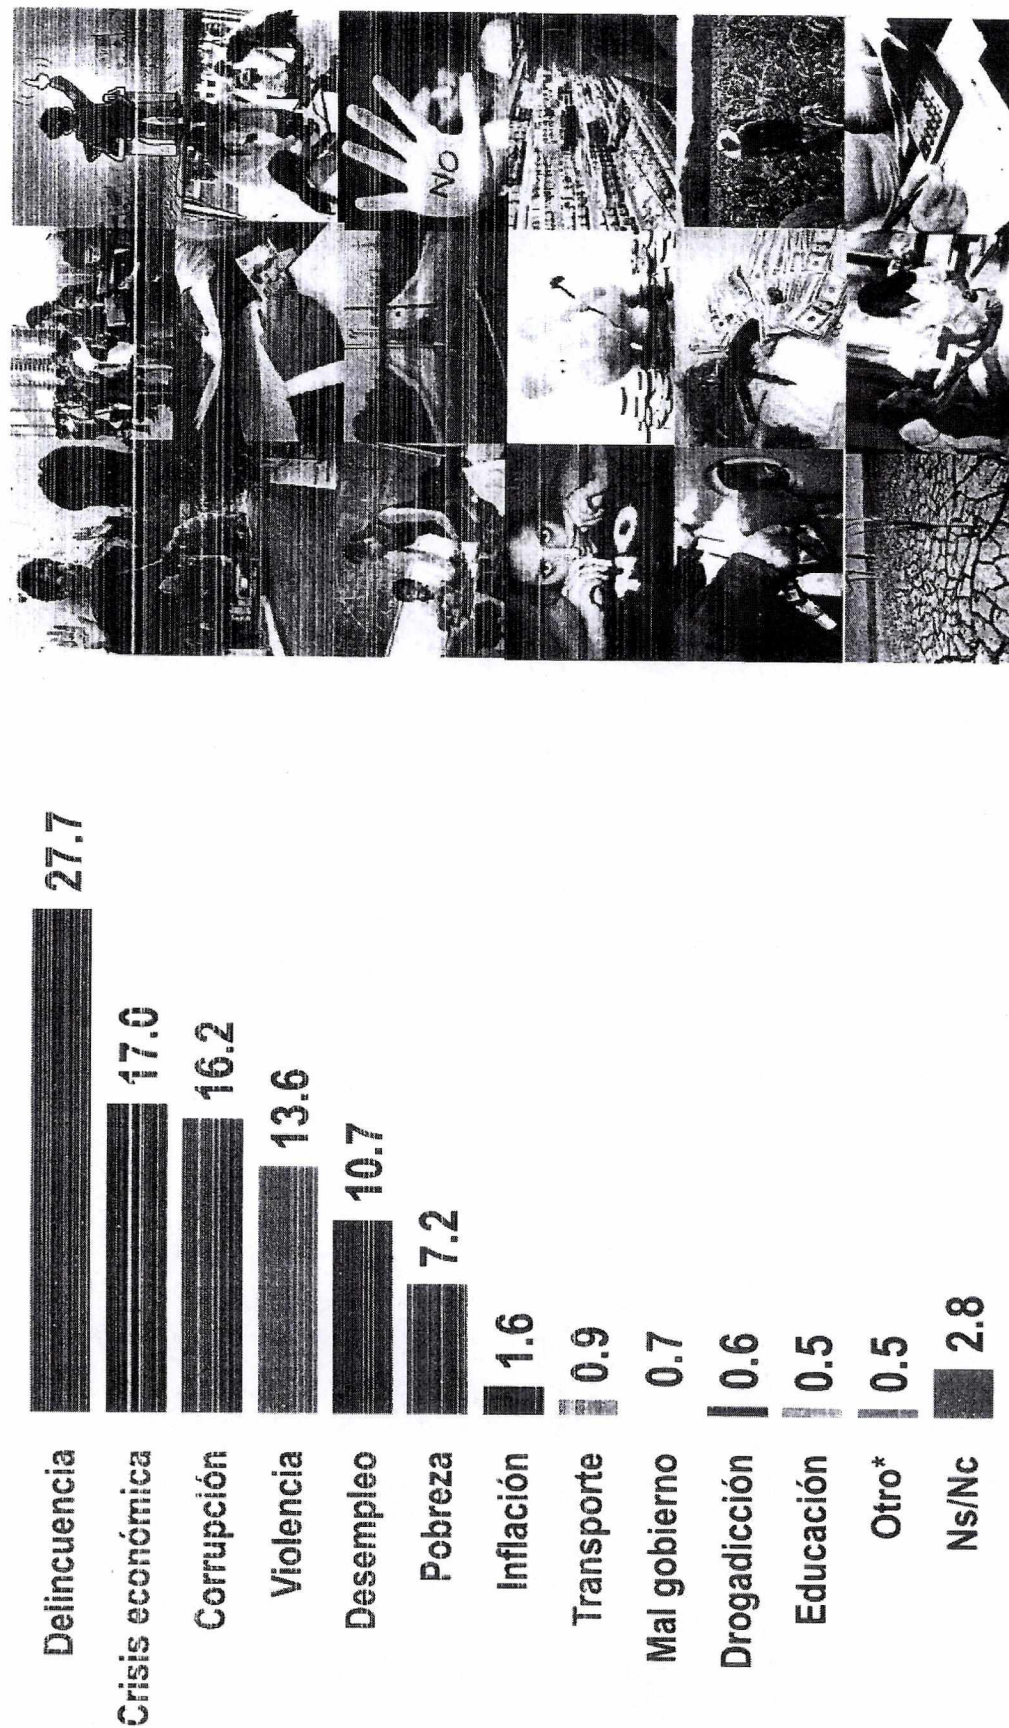 Delincuencia 27.7
Crisis económica 17.0
Corrupción 16.2
Violencia 13.6
Desempleo 10.7
Pobreza 7.2
Inflación 1.6
Transporte 0.9
Mal gobierno 0.7
Drogadicción 0.6
Educación 0.5
Otro* 0.5
Ns/Nc 2.8
NO